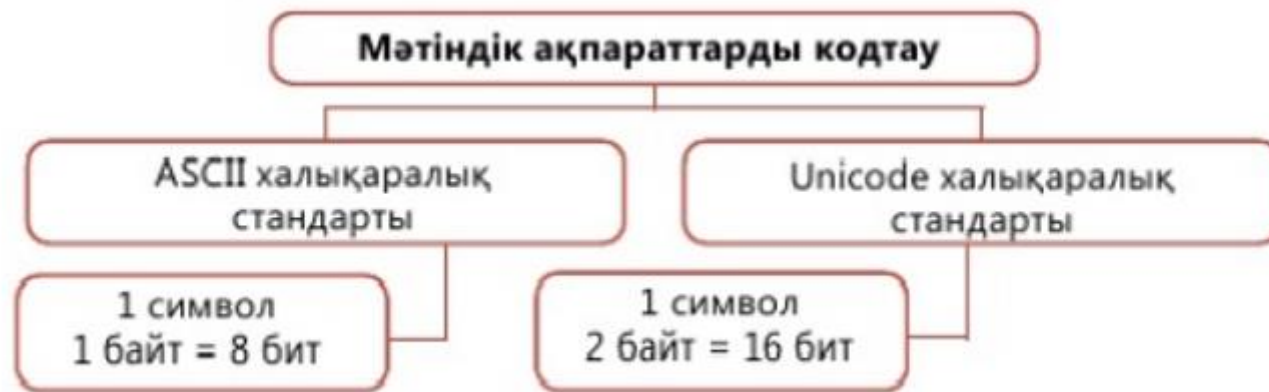 Мәтіндік ақпараттарды кодтау
ASCII халықаралық
стандарты
Unicode халықаралық
стандарты
1 символ
1 байт = 8 бит
1 символ
2 байт = 16 бит